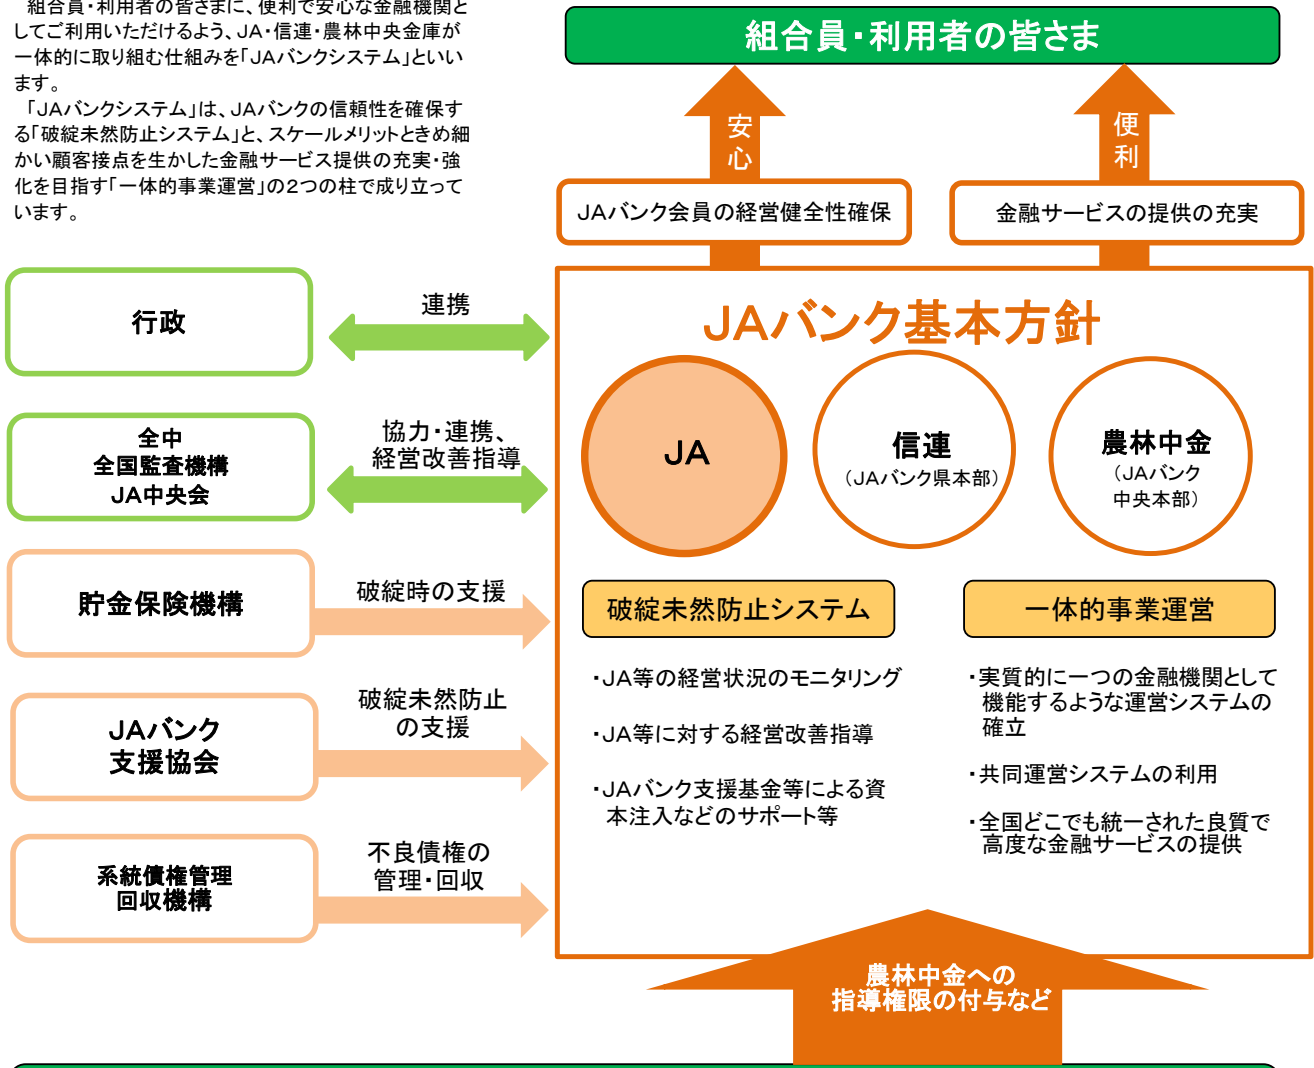 組合員・利用者の皆さまに、便利で安心な金融機関と
してご利用いただけるよう、JA・信連・農林中央金庫が
一体的に取り組む仕組みを「JAバンクシステム」といい
ます。
「JAバンクシステム」は、JAバンクの信頼性を確保す
る「破綻未然防止システム」と、スケールメリットときめ細
かい顧客接点を生かした金融サービス提供の充実・強
化を目指す「一体的事業運営」の2つの柱で成り立って
います。
組合員・利用者の皆さま
安心
便利
JAバンク会員の経営健全性確保
金融サービスの提供の充実
行政
連携
全中
全国監査機構
JA中央会
協力・連携、
経営改善指導
貯金保険機構
破綻時の支援
JAバンク
支援協会
破綻未然防止
の支援
系統債権管理
回収機構
不良債権の
管理・回収
JAバンク基本方針
JA
信連
（JAバンク県本部）
農林中金
（JAバンク
中央本部）
破綻未然防止システム
・JA等の経営状況のモニタリング
・JA等に対する経営改善指導
・JAバンク支援基金等による資
本注入などのサポート等
一体的事業運営
・実質的に一つの金融機関として
機能するような運営システムの
確立
・共同運営システムの利用
・全国どこでも統一された良質で
高度な金融サービスの提供
農林中金への
指導権限の付与など